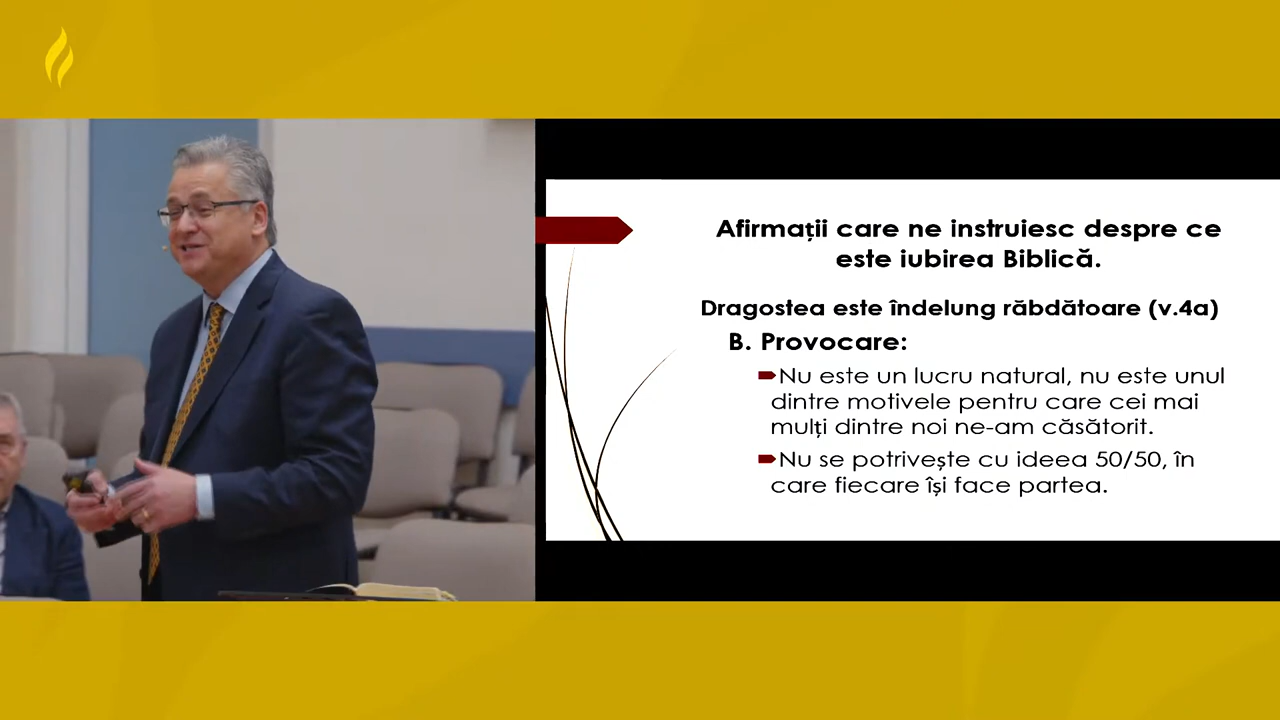 Afirmații care ne instruiesc despre ce
este iubirea Biblică.
Dragostea este îndelung răbdătoare (v.4a)
B. Provocare:
Nu este un lucru natural, nu este unul
dintre motivele pentru care cei mai
mulți dintre noi ne-am căsătorit.
Nu se potrivește cu ideea 50/50, în
care fiecare își face partea.